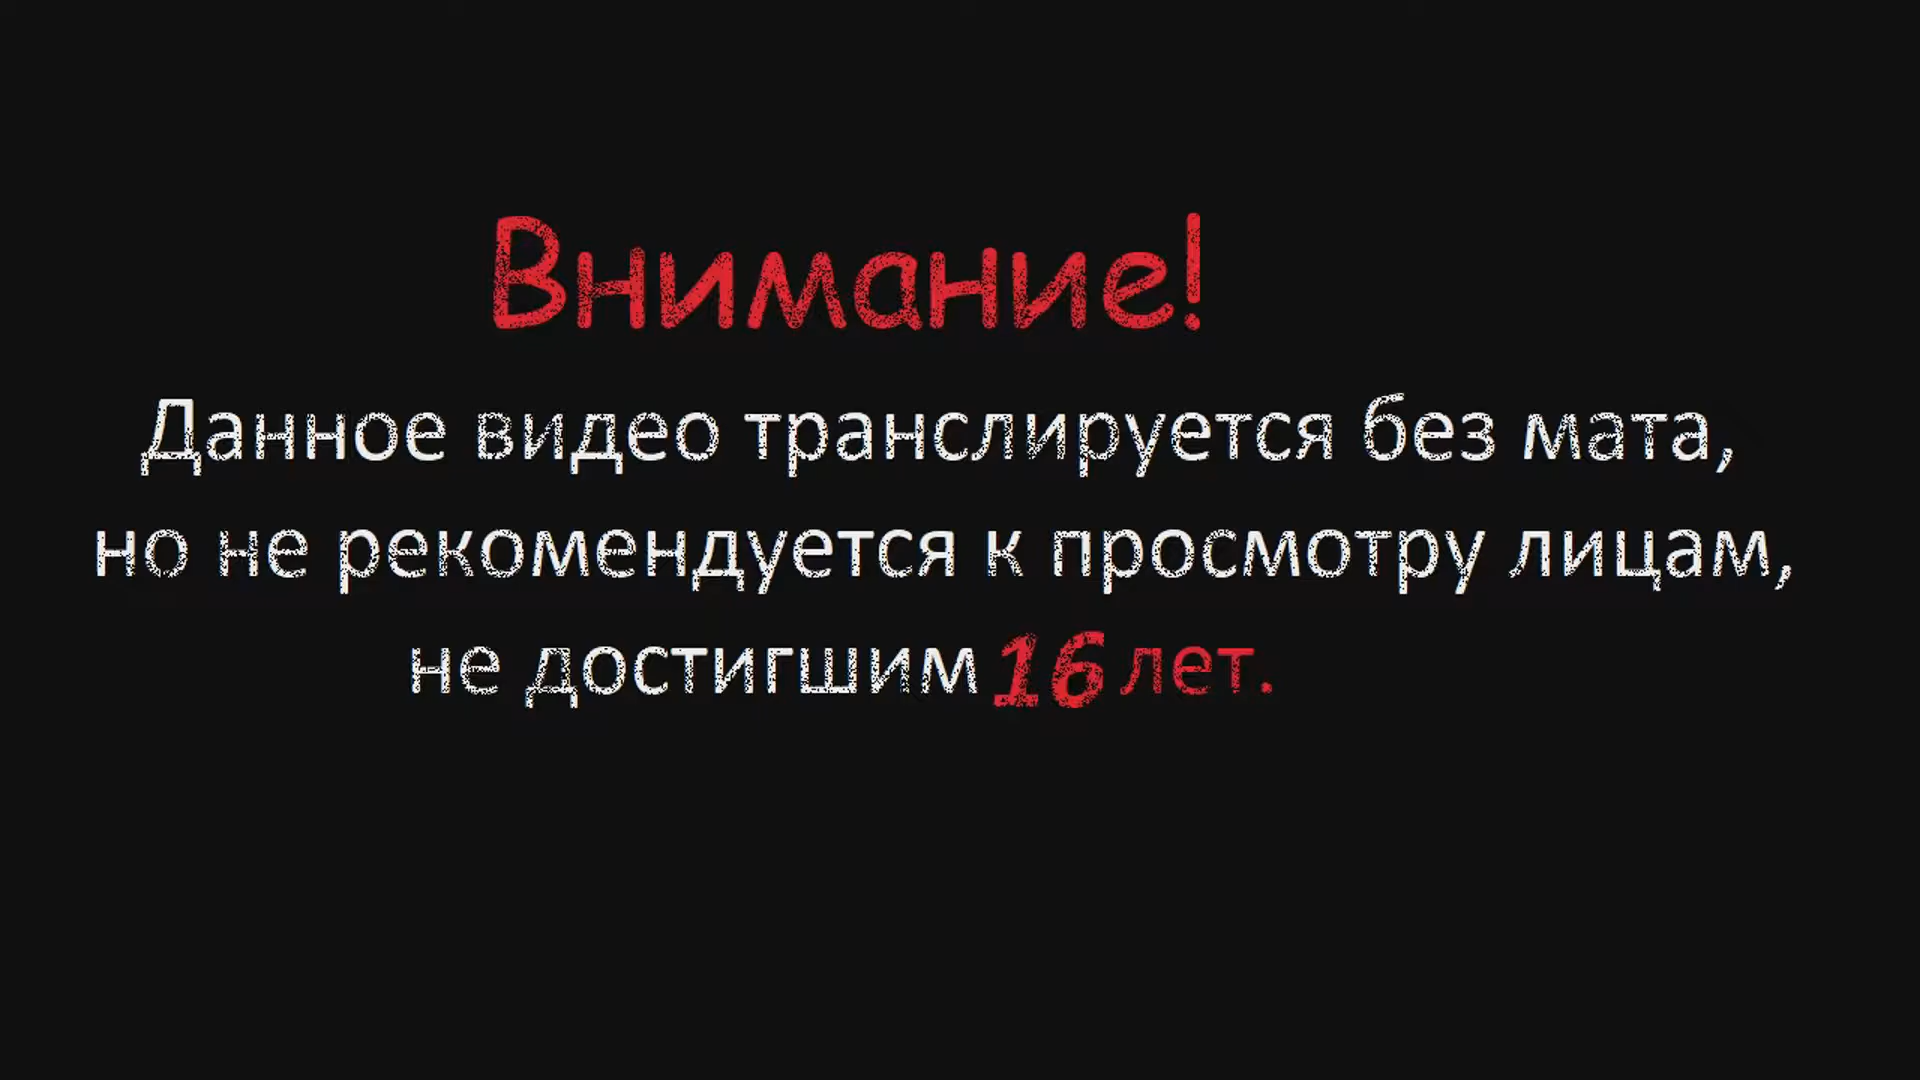 Внимание!
Данное видео транслируется без мата,
но не рекомендуется к просмотру лицам,
не достигшим 16 лет.